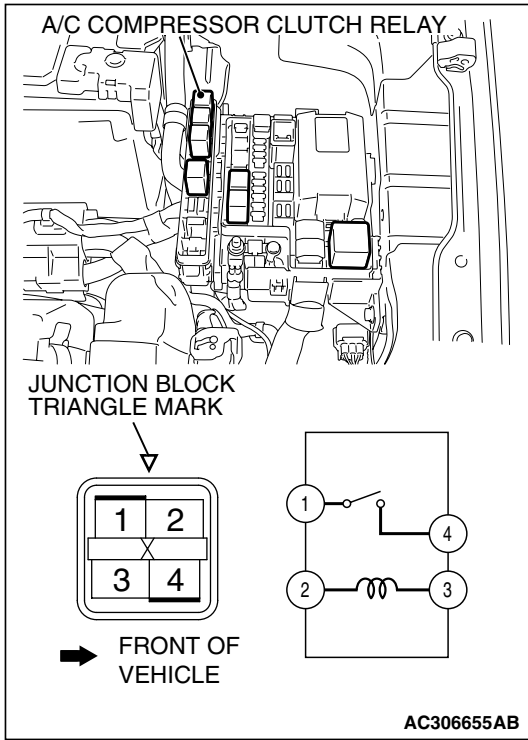 A/C COMPRESSOR CLUTCH RELAY
JUNCTION BLOCK
TRIANGLE MARK
1 2
3 4
FRONT OF
VEHICLE
1
4
2
3
AC306655AB